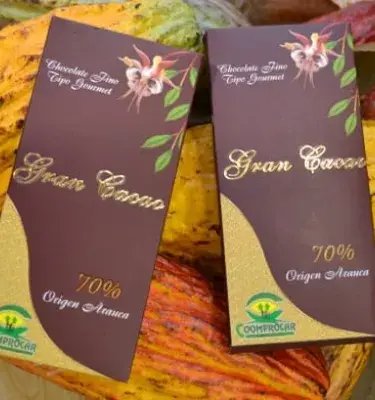 Chocolate Fino
Tipo Gourmet
Gran Cacao
70%
Origen Arauca
COOMPROCAR
Chocolate Fino
Tipo Gourmet
Gran Cacao
70%
Origen Arauca
COOMPROCAR